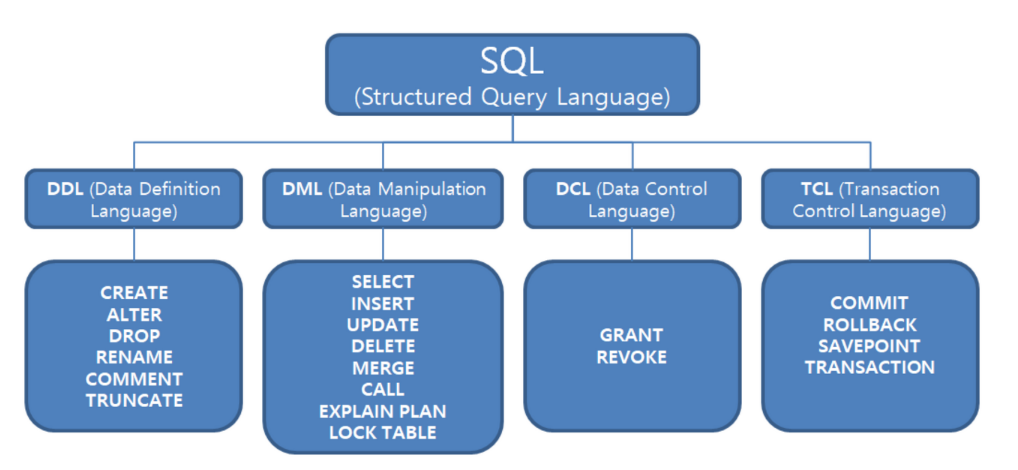 SQL
(Structured Query Language)
DDL (Data Definition
Language)
DML (Data Manipulation
Language)
DCL (Data Control
Language)
TCL (Transaction
Control Language)
CREATE
ALTER
DROP
RENAME
COMMENT
TRUNCATE
SELECT
INSERT
UPDATE
DELETE
MERGE
CALL
EXPLAIN PLAN
LOCK TABLE
GRANT
REVOKE
COMMIT
ROLLBACK
SAVEPOINT
TRANSACTION